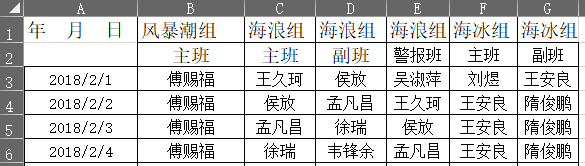 A B C D E F G
1 年 月 日 风暴潮组 海浪组 海浪组 海浪组 海冰组 海冰组
2 主班 主班 副班 警报班 主班 副班
3 2018/2/1 傅赐福 王久珂 侯放 吴淑萍 刘煜 王安良
4 2018/2/2 傅赐福 侯放 孟凡昌 王久珂 王安良 隋俊鹏
5 2018/2/3 傅赐福 孟凡昌 徐瑞 侯放 王安良 隋俊鹏
6 2018/2/4 傅赐福 徐瑞 韦锋余 孟凡昌 王安良 隋俊鹏